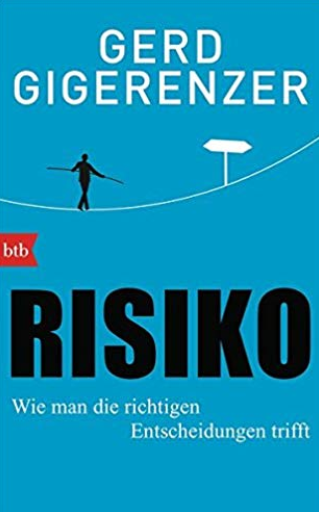 GERD
GIGERENZER
btb
RISIKO
Wie man die richtigen
Entscheidungen trifft